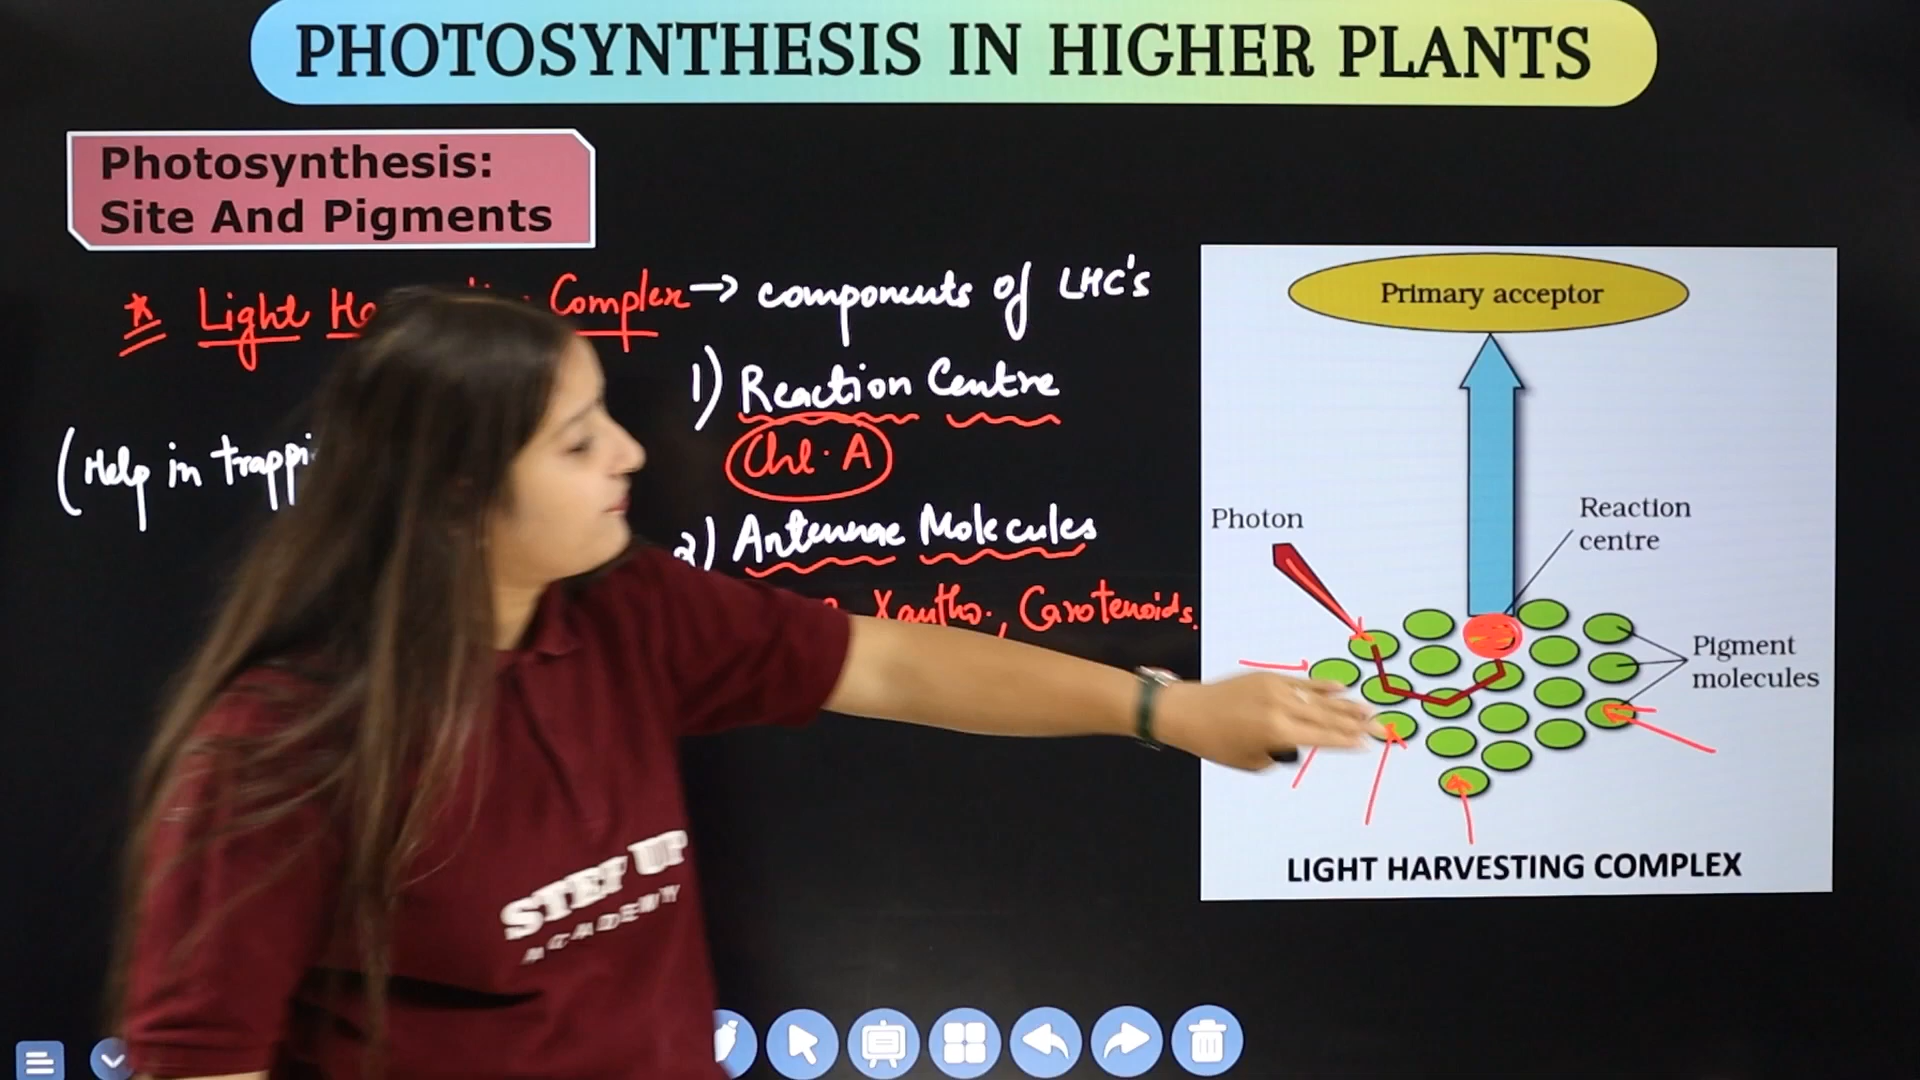 PHOTOSYNTHESIS IN HIGHER PLANTS
Photosynthesis:
Site And Pigments
* Light Complex → components of LHC's
1) Reaction Centre
Chl. A
(Help in
2) Antennae Molecules
Xantho., Carotenoids.
Primary acceptor
Photon
Reaction
centre
Pigment
molecules
LIGHT HARVESTING COMPLEX
STEP UP
ACADEMY